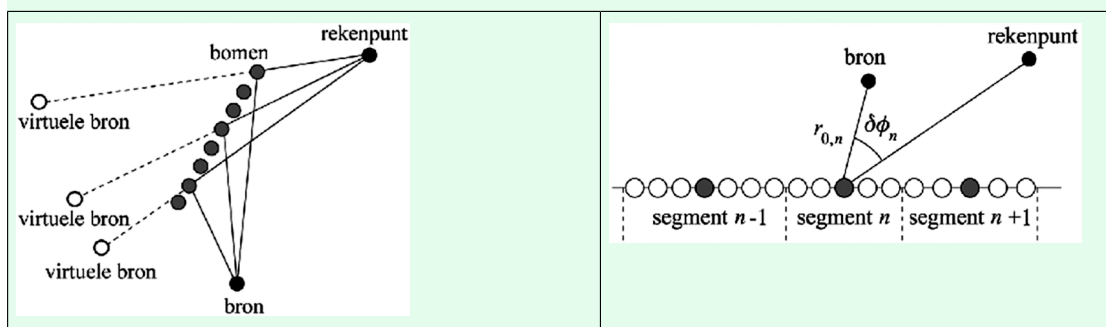 rekenpunt
bomen
virtuele bron
virtuele bron
virtuele bron
bron
rekenpunt
bron
r0,n
δϕn
segment n-1
segment n
segment n+1